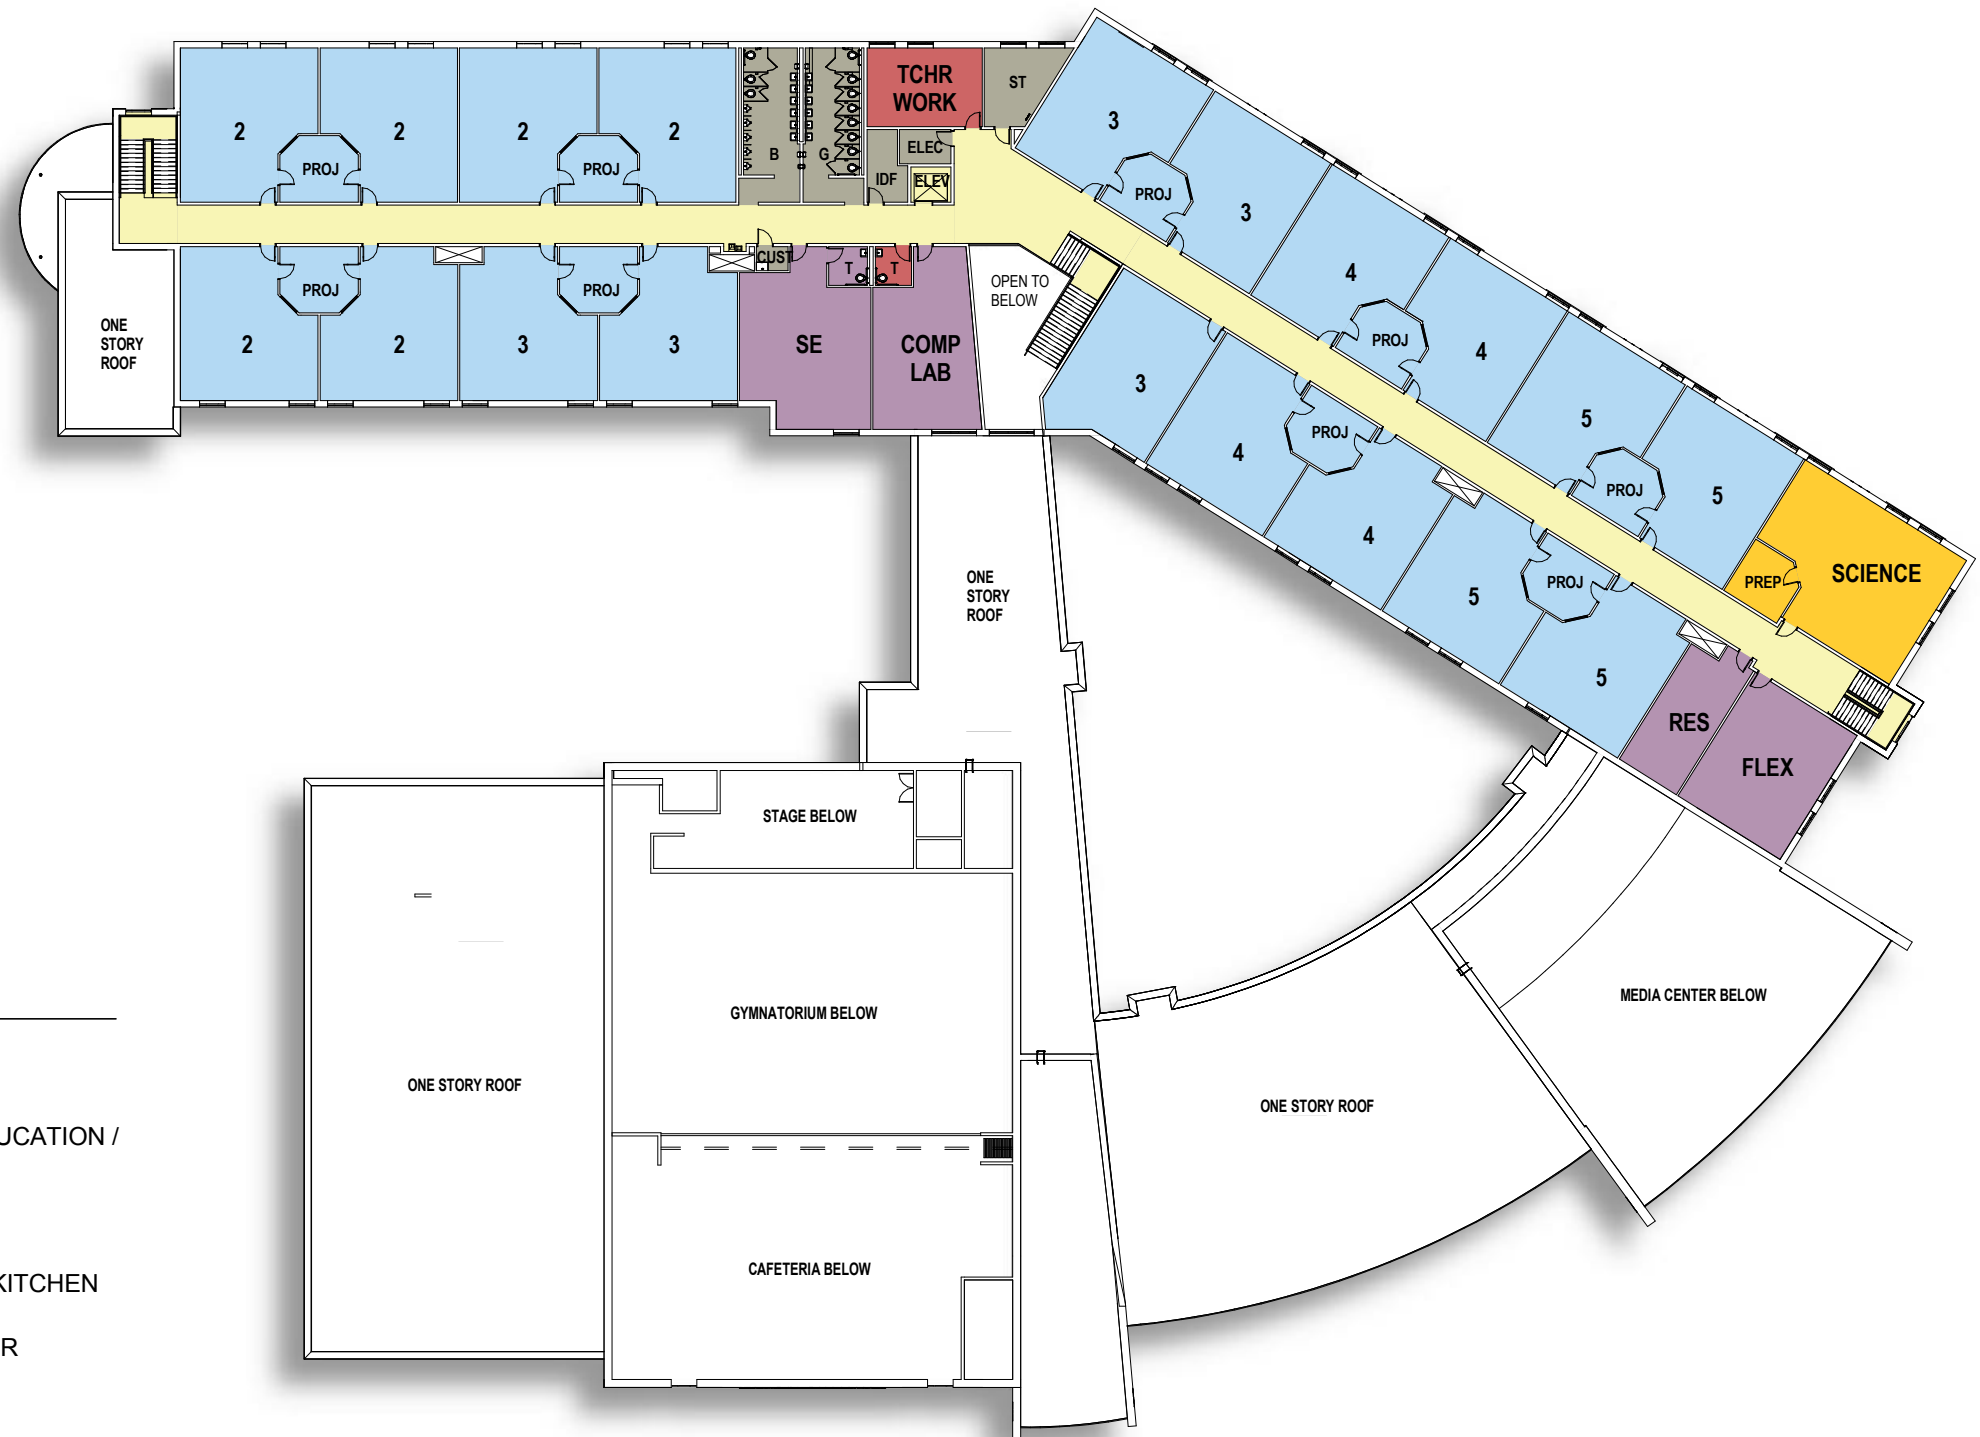 TCHR
WORK
ST
2
2
2
2
PROJ
PROJ
B
G
ELEC
IDF
ELEV
3
PROJ
3
4
PROJ
4
5
PROJ
5
SCIENCE
PREP
PROJ
PROJ
CUST
T
T
2
2
3
3
SE
COMP
LAB
OPEN TO
BELOW
3
4
PROJ
4
5
PROJ
5
RES
FLEX
ONE
STORY
ROOF
ONE
STORY
ROOF
STAGE BELOW
GYMNATORIUM BELOW
MEDIA CENTER BELOW
ONE STORY ROOF
ONE STORY ROOF
CAFETERIA BELOW
UCATION /
KITCHEN
R